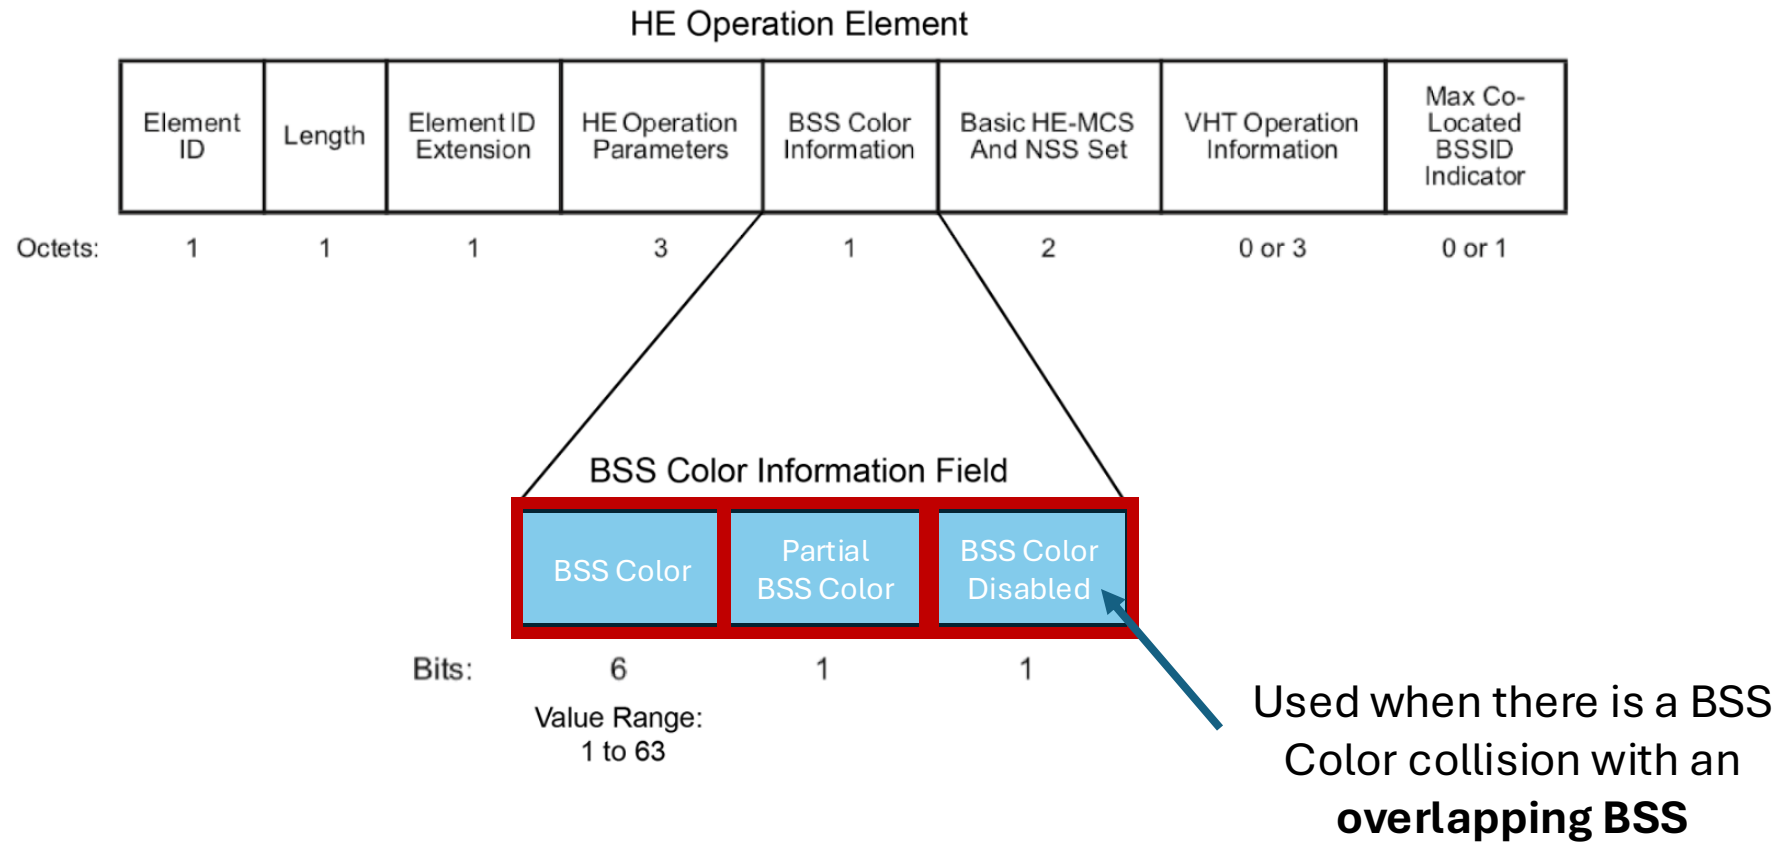 HE Operation Element
Element
ID
Length
Element ID
Extension
HE Operation
Parameters
BSS Color
Information
Basic HE-MCS
And NSS Set
VHT Operation
Information
Max Co-
Located
BSSID
Indicator
Octets: 1 1 1 3 1 2 0 or 3 0 or 1
BSS Color Information Field
BSS Color
Partial
BSS Color
BSS Color
Disabled
Bits: 6 1 1
Value Range:
1 to 63
Used when there is a BSS
Color collision with an
overlapping BSS